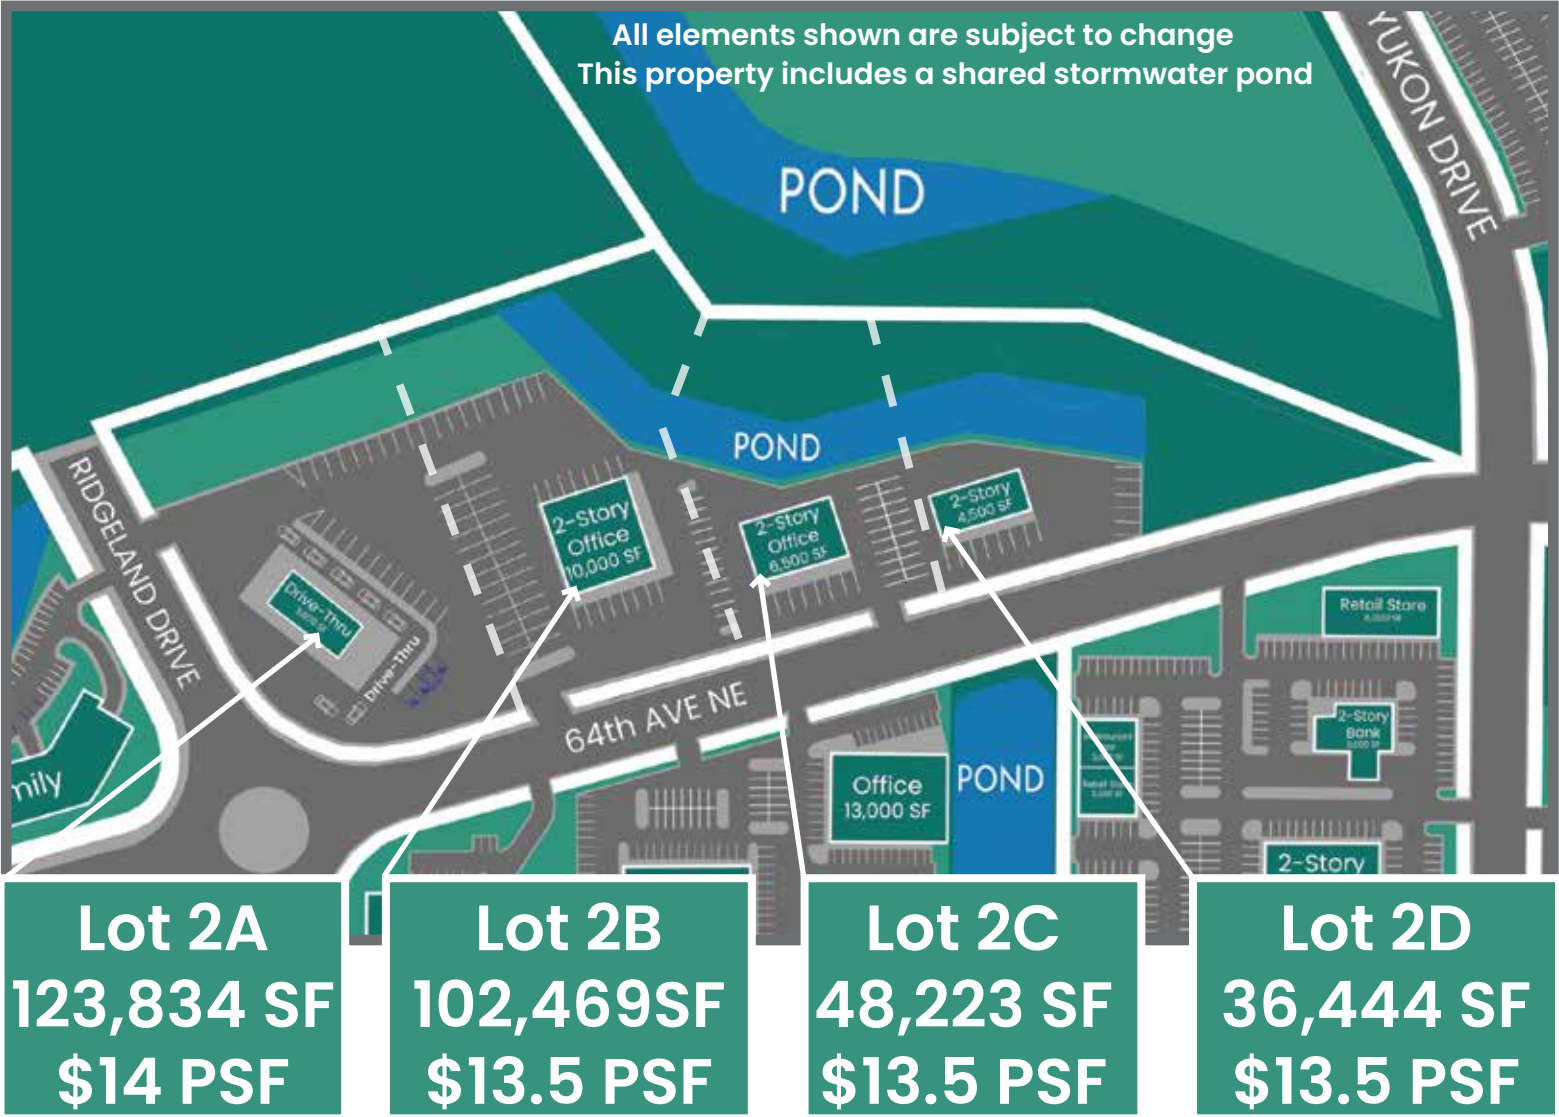 All elements shown are subject to change
This property includes a shared stormwater pond
YUKON DRIVE
POND
POND
RIDGELAND DRIVE
2-Story
Office
10,000 SF
2-Story
Office
6,500 SF
2-Story
4,500 SF
Drive-Thru
Drive-Thru
64th AVE NE
Retail Store
2-Story
Bank
mily
Office
13,000 SF
POND
2-Story
Lot 2A
123,834 SF
$14 PSF
Lot 2B
102,469SF
$13.5 PSF
Lot 2C
48,223 SF
$13.5 PSF
Lot 2D
36,444 SF
$13.5 PSF